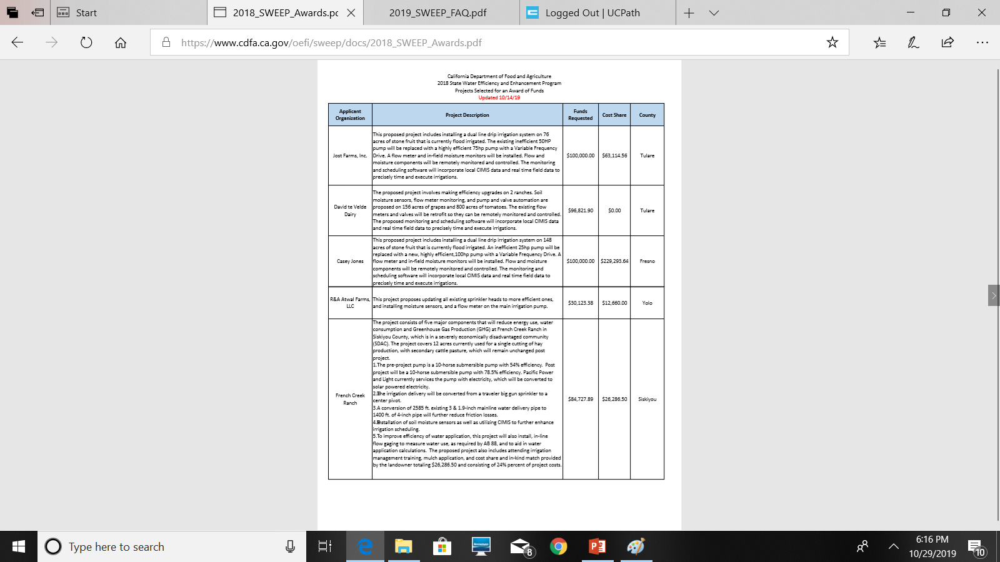 Start
2018_SWEEP_Awards.pc
2019_SWEEP_FAQ.pdf
Logged Out | UCPath
https://www.cdfa.ca.gov/oefi/sweep/docs/2018_SWEEP_Awards.pdf
California Department of Food and Agriculture
2018 State Water Efficiency and Enhancement Program
Projects Selected for an Award of Funds
Updated 10/14/19
Applicant
Organization
Project Description
Funds
Requested
Cost Share
County
Jost Farms, Inc.
This proposed project includes installing a dual line drip irrigation system on 76
acres of stone fruit that is currently flood irrigated. The existing inefficient 50HP
pump will be replaced with a highly efficient 75hp pump with a Variable Frequency
Drive. A flow meter and in-field moisture monitors will be installed. Flow and
moisture components will be remotely monitored and controlled. The monitoring
and scheduling software will incorporate local CIMIS data and real time field data to
precisely time and execute irrigations.
$100,000.00
$63,114.56
Tulare
David te Velde
Dairy
The proposed project involves making efficiency upgrades on 2 ranches. Soil
moisture sensors, flow meter monitoring, and pump and valve automation are
proposed on 156 acres of grapes and 800 acres of tomatoes. The existing flow
meters and valves will be retrofit so they can be remotely monitored and controlled.
The proposed monitoring and scheduling software will incorporate local CIMIS data
and real time field data to precisely time and execute irrigations.
$96,821.90
$0.00
Tulare
Casey Jones
This proposed project includes installing a dual line drip irrigation system on 148
acres of stone fruit that is currently flood irrigated. An inefficient 25hp pump will be
replaced with a new, highly efficient,100hp pump with a Variable Frequency Drive. A
flow meter and in-field moisture monitors will be installed. Flow and moisture
components will be remotely monitored and controlled. The monitoring and
scheduling software will incorporate local CIMIS data and real time field data to
precisely time and execute irrigations.
$100,000.00
$229,293.64
Fresno
R&A Atwal Farms,
LLC
This project proposes updating all existing sprinkler heads to more efficient ones,
and installing moisture sensors, and a flow meter on the main irrigation pump.
$30,123.38
$12,660.00
Yolo
French Creek
Ranch
The project consists of five major components that will reduce energy use, water
consumption and Greenhouse Gas Production (GHG) at French Creek Ranch in
Siskiyou County, which is in a severely economically disadvantaged community
(SDAC). The project covers 12 acres currently used for a single cutting of hay
production, with secondary cattle pasture, which will remain unchanged post
project.
1.The pre-project pump is a 10-horse submersible pump with 54% efficiency. Post
project will be a 10-horse submersible pump with 78.5% efficiency. Pacific Power
and Light currently services the pump with electricity, which will be converted to
solar powered electricity.
2.The irrigation delivery will be converted from a traveler big gun sprinkler to a
center pivot.
3.A conversion of 2585 ft. existing 3 & 1.9-inch mainline water delivery pipe to
1400 ft. of 4-inch pipe will further reduce friction losses.
4.Installation of soil moisture sensors as well as utilizing CIMIS to further enhance
irrigation scheduling.
5.To improve efficiency of water application, this project will also install, in-line
flow gaging to measure water use, as required by AB 88, and to aid in water
application calculations. The proposed project also includes attending irrigation
management training, mulch application, and cost share and in-kind match provided
by the landowner totaling $26,286.50 and consisting of 24% percent of project costs.
$84,727.89
$26,286.50
Siskiyou
Type here to search
8
6:16 PM
10/29/2019
10